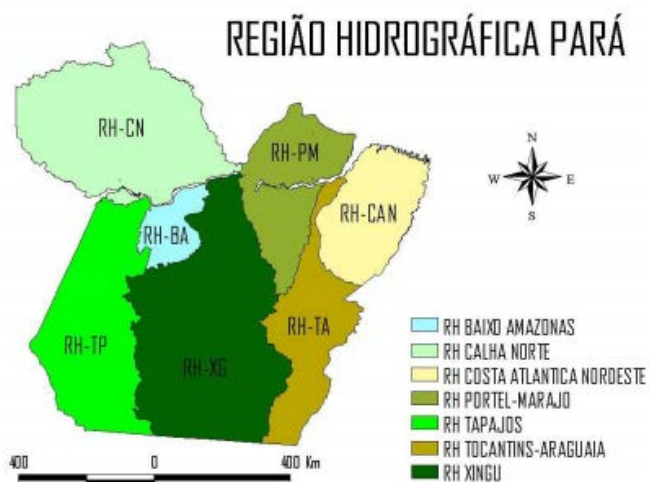 REGIÃO HIDROGRÁFICA PARÁ
RH-CN
RH-PM
N
W E
S
RH-CAN
RH-BA
RH-TA
RH-TP
RH-XG
RH BAIXO AMAZONAS
RH CALHA NORTE
RH COSTA ATLANTICA NORDESTE
RH PORTEL-MARAJO
RH TAPAJOS
RH TOCANTINS-ARAGUAIA
RH XINGU
400 0 400 Km